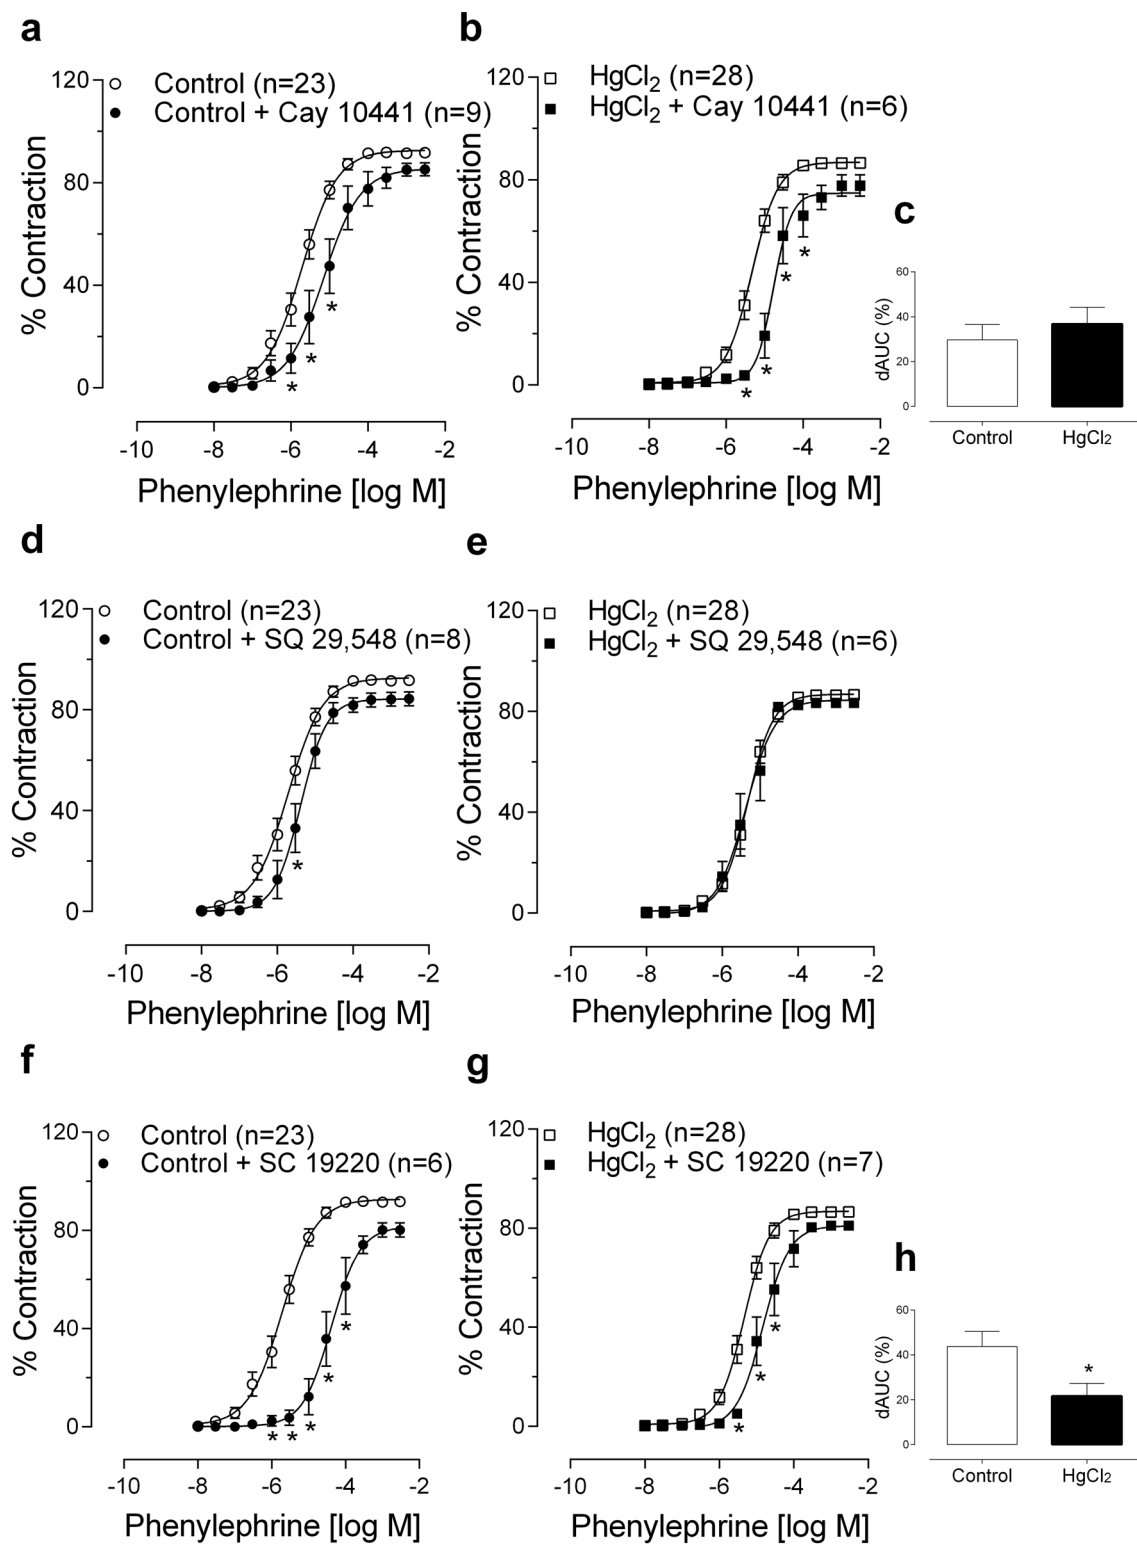 a
Control (n=23)
Control + Cay 10441 (n=9)
120
80
40
0
% Contraction
-10 -8 -6 -4 -2
Phenylephrine [log M]
b
HgCl2 (n=28)
HgCl2 + Cay 10441 (n=6)
120
80
40
0
% Contraction
* * * *
* * *
-10 -8 -6 -4 -2
Phenylephrine [log M]
c
60
40
20
0
dAUC (%)
Control HgCl2
d
Control (n=23)
Control + SQ 29,548 (n=8)
120
80
40
0
% Contraction
*
-10 -8 -6 -4 -2
Phenylephrine [log M]
e
HgCl2 (n=28)
HgCl2 + SQ 29,548 (n=6)
120
80
40
0
% Contraction
-10 -8 -6 -4 -2
Phenylephrine [log M]
f
Control (n=23)
Control + SC 19220 (n=6)
120
80
40
0
% Contraction
* * * * *
-10 -8 -6 -4 -2
Phenylephrine [log M]
g
HgCl2 (n=28)
HgCl2 + SC 19220 (n=7)
120
80
40
0
% Contraction
* * *
-10 -8 -6 -4 -2
Phenylephrine [log M]
h
60
40
20
0
dAUC (%)
*
Control HgCl2